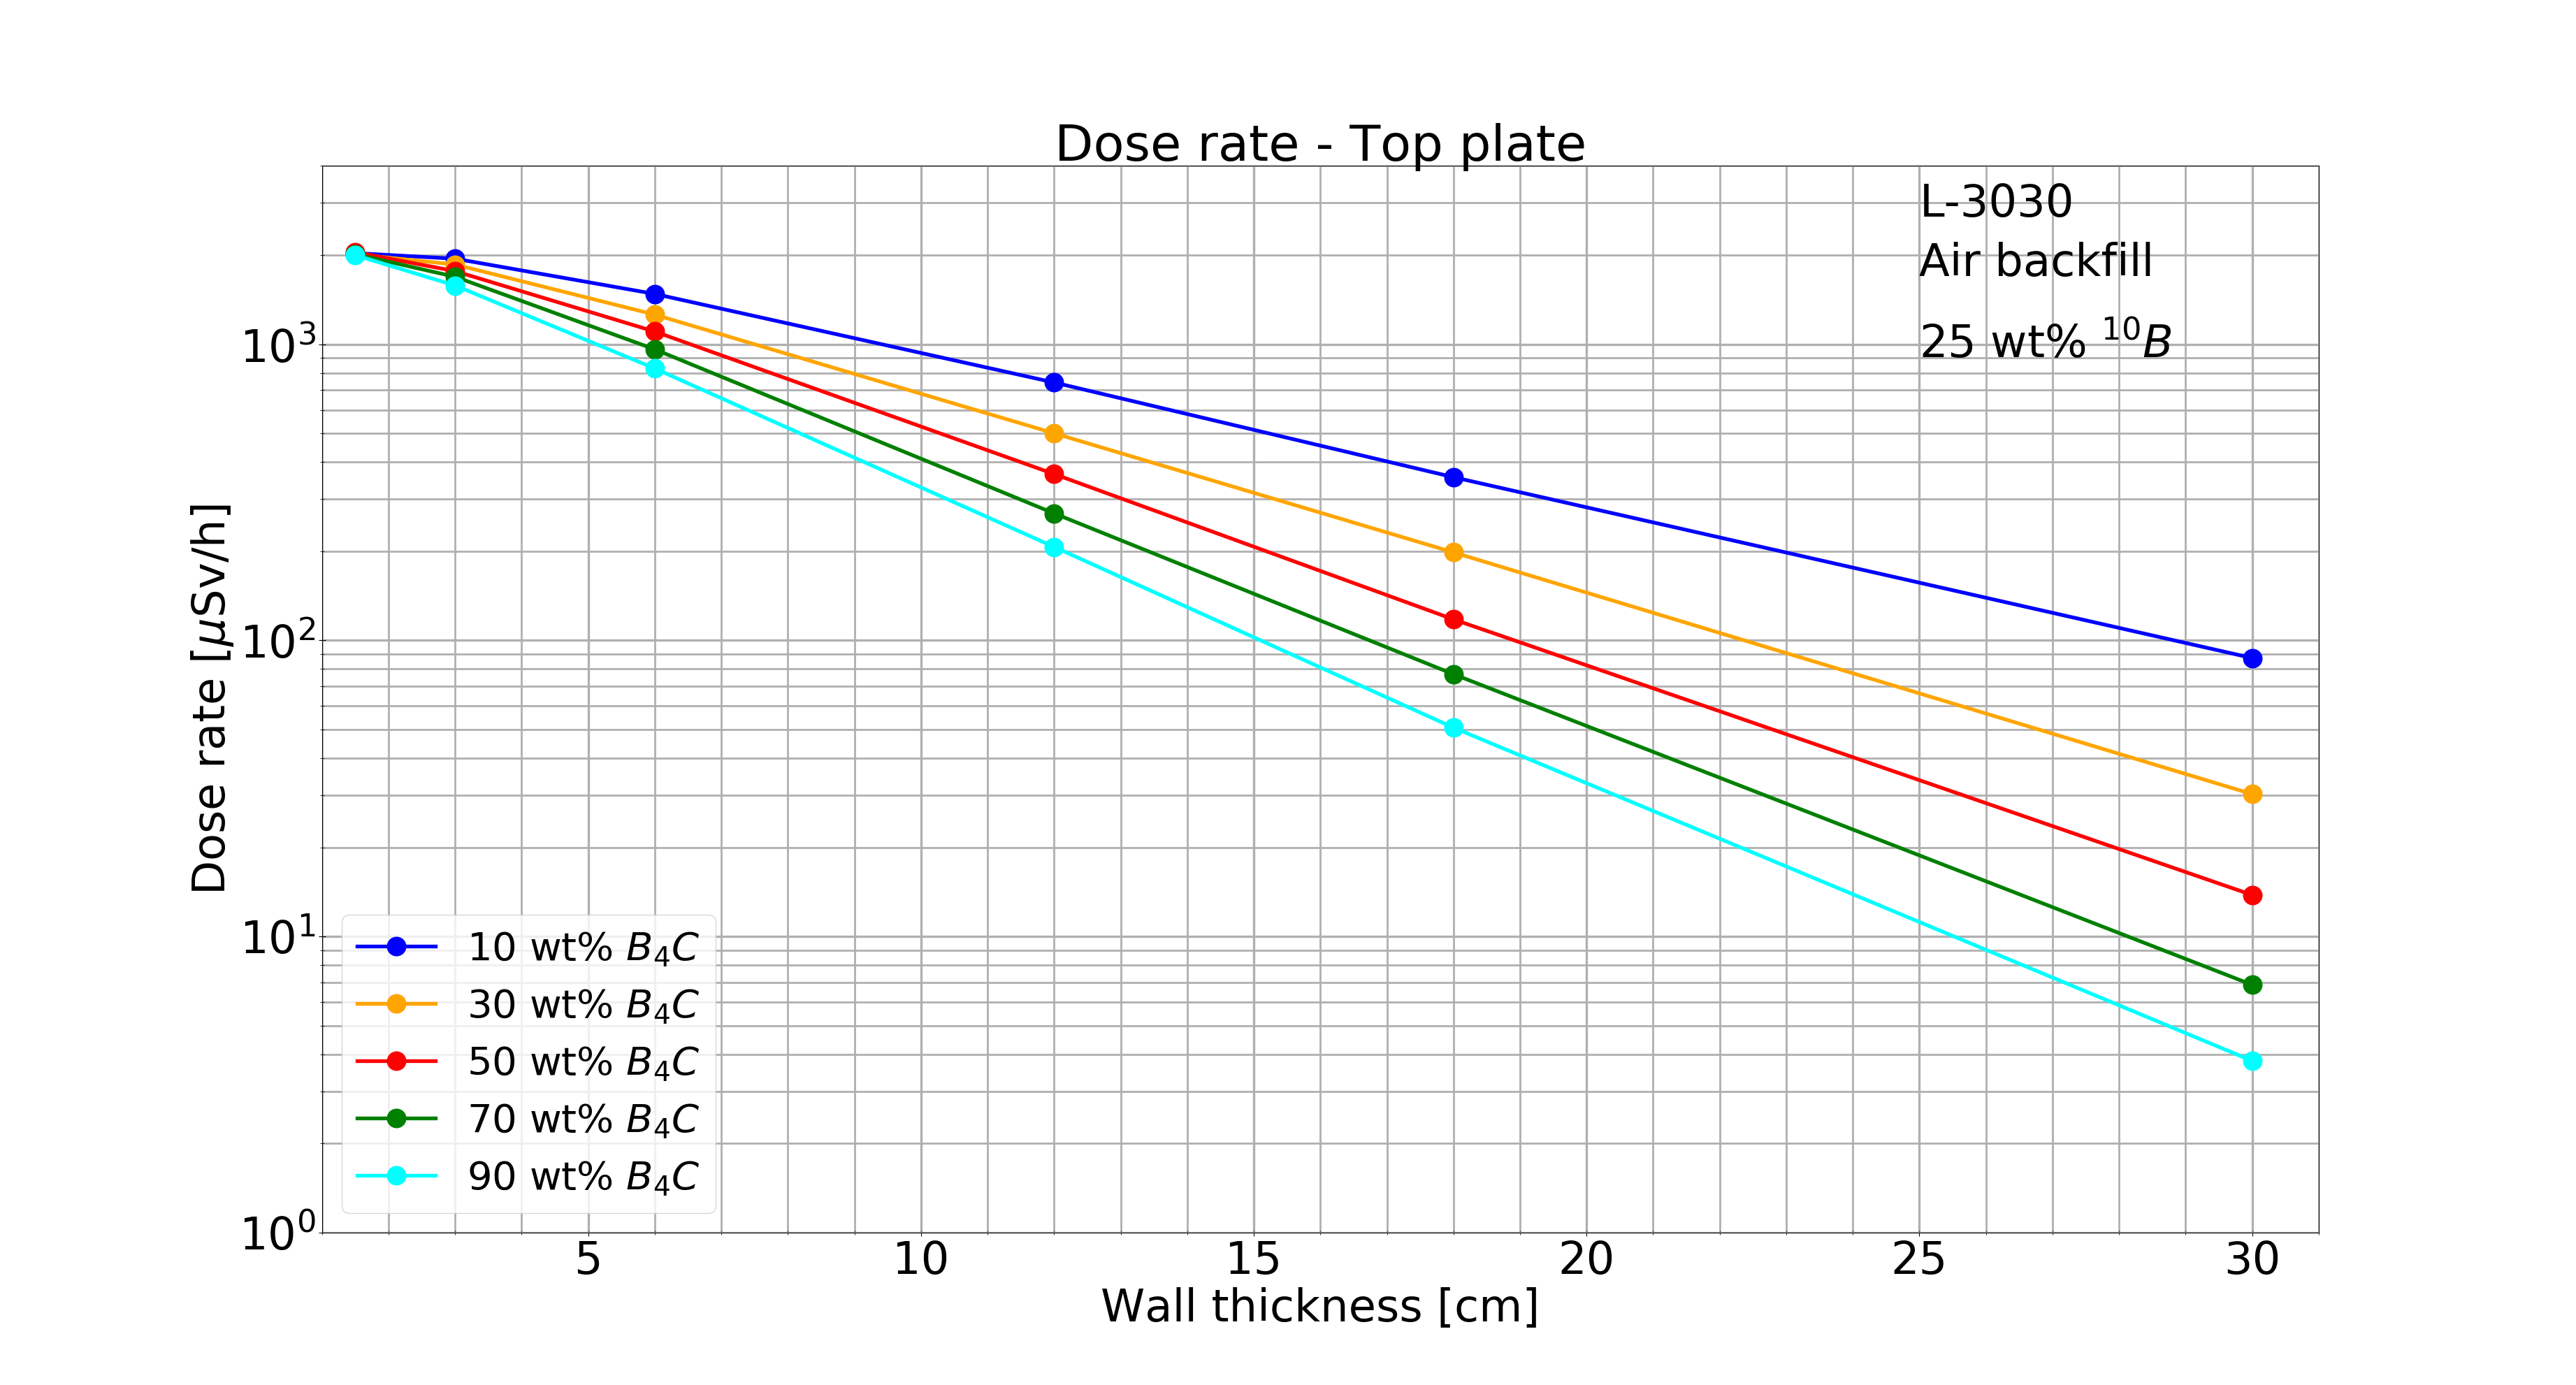 Dose rate - Top plate
L-3030
Air backfill
25 wt% ¹⁰B
Dose rate [μSv/h]
10³
10²
10¹
10⁰
10 wt% B₄C
30 wt% B₄C
50 wt% B₄C
70 wt% B₄C
90 wt% B₄C
5 10 15 20 25 30
Wall thickness [cm]